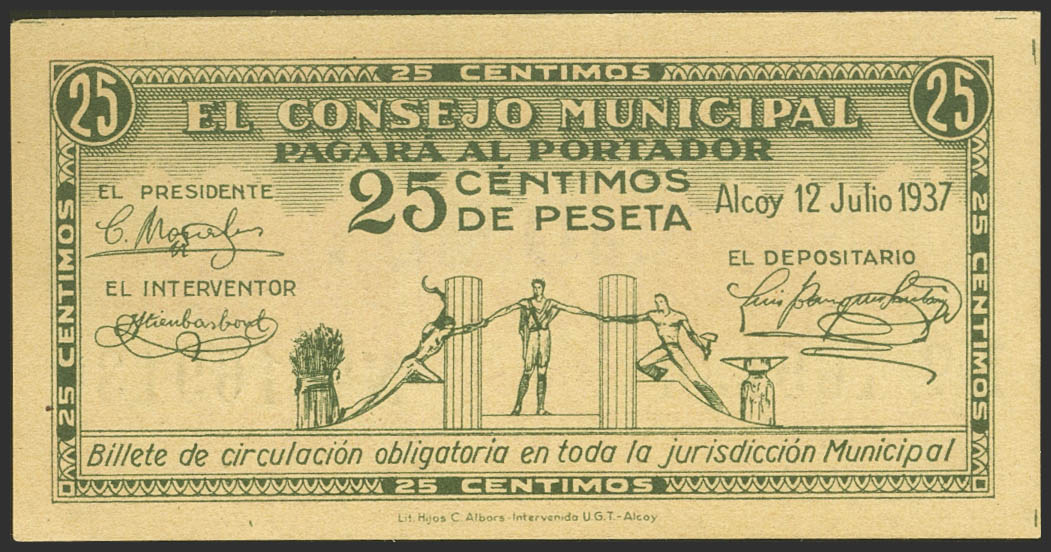 25 CENTIMOS
25
25
EL CONSEJO MUNICIPAL
PAGARÁ AL PORTADOR
25 CÉNTIMOS
DE PESETA
Alcoy 12 Julio 1937
EL PRESIDENTE
EL INTERVENTOR
EL DEPOSITARIO
25 CENTIMOS
25 CENTIMOS
Billete de circulación obligatoria en toda la jurisdicción Municipal
25 CENTIMOS
Lit. Hijos C. Albors-Intervenida U.G.T.-Alcoy